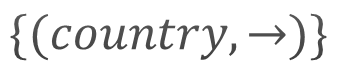 {(country, →)}